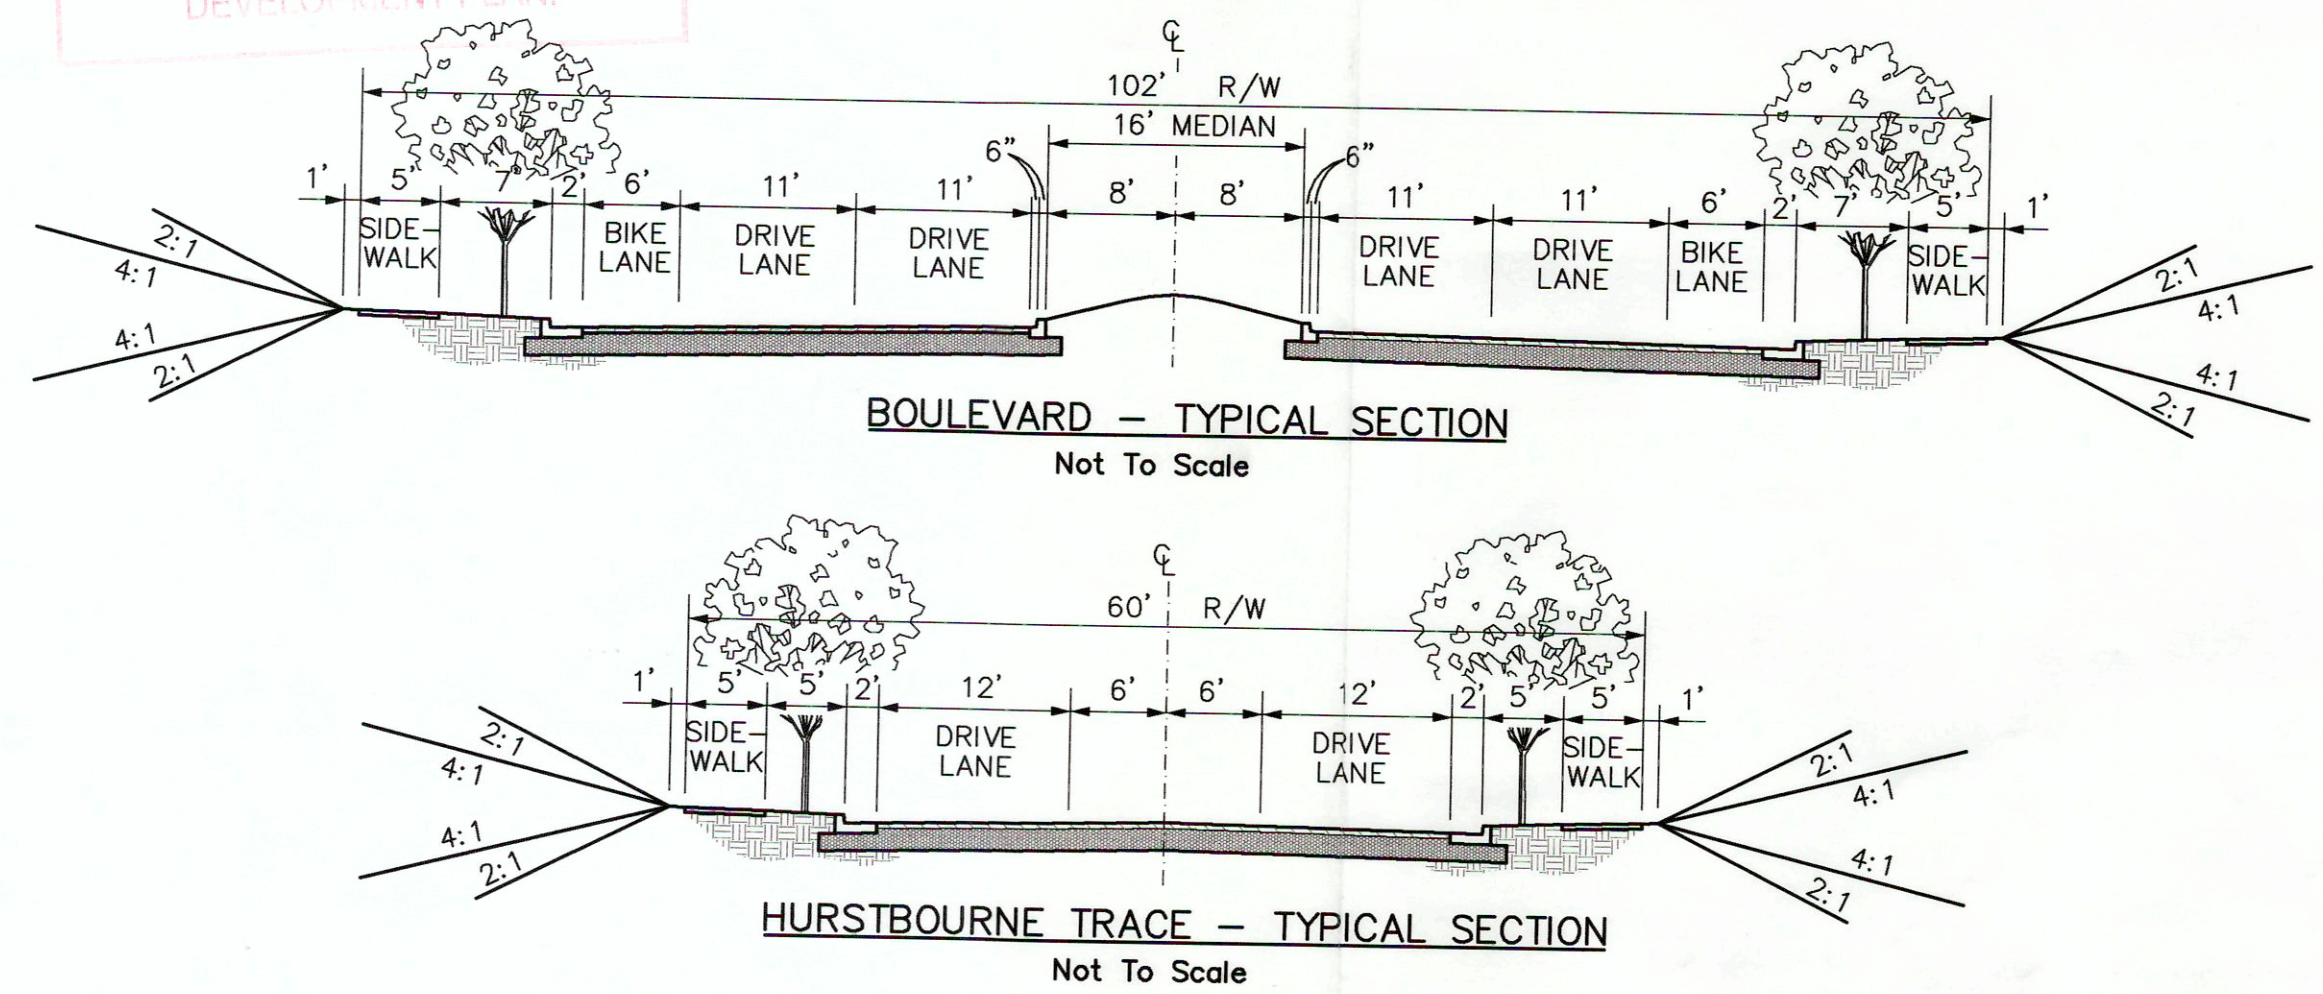 DEVELOPMENT PLAN.
℄
102' R/W
16' MEDIAN
6" 6"
1' 5' 7' 2' 6' 11' 11' 8' 8' 11' 11' 6' 2' 7' 5' 1'
SIDE-WALK BIKE LANE DRIVE LANE DRIVE LANE DRIVE LANE DRIVE LANE BIKE LANE SIDE-WALK
2:1 2:1
4:1 4:1
4:1 4:1
2:1 2:1
BOULEVARD – TYPICAL SECTION
Not To Scale
℄
60' R/W
1' 5' 5' 2' 12' 6' 6' 12' 2' 5' 5' 1'
SIDE-WALK DRIVE LANE DRIVE LANE SIDE-WALK
2:1 2:1
4:1 4:1
4:1 4:1
2:1 2:1
HURSTBOURNE TRACE – TYPICAL SECTION
Not To Scale